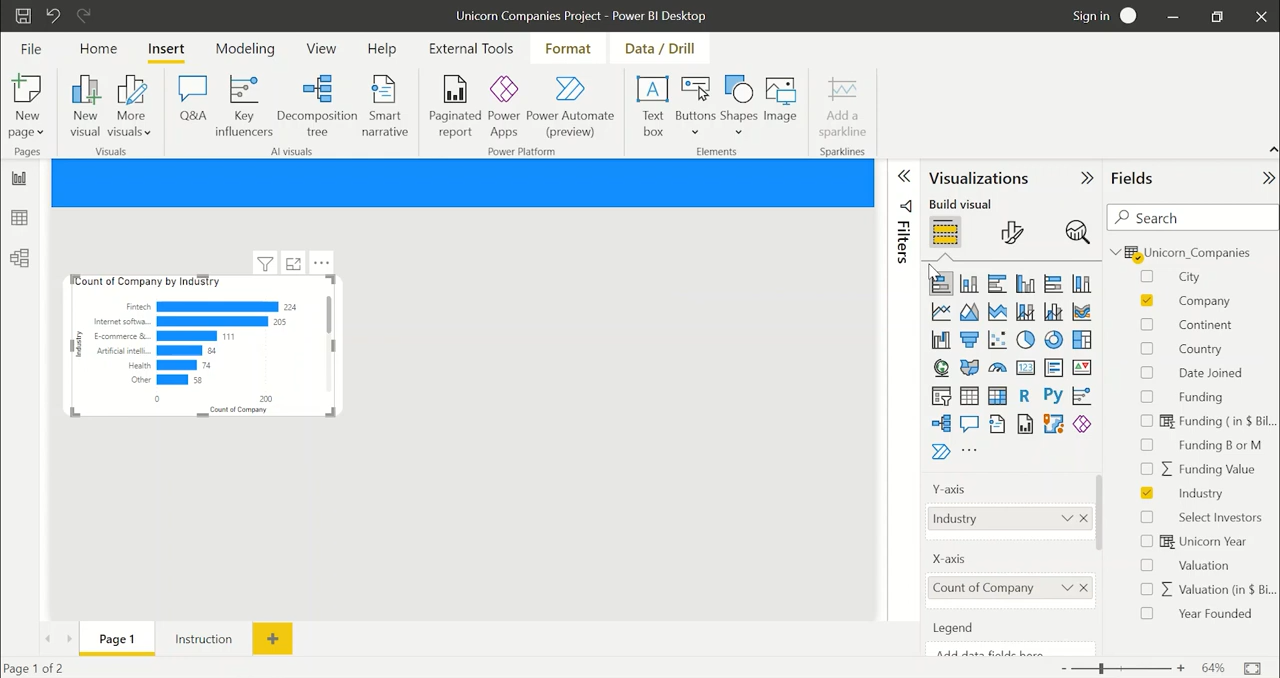 Unicorn Companies Project - Power BI Desktop
Sign in
File
Home
Insert
Modeling
View
Help
External Tools
Format
Data / Drill
New
page
New
visual
More
visuals
Q&A
Key
influencers
Decomposition
tree
Smart
narrative
Paginated
report
Power
Apps
Power Automate
(preview)
Text
box
Buttons
Shapes
Image
Add a
sparkline
Pages
Visuals
AI visuals
Power Platform
Elements
Sparklines
Filters
Count of Company by Industry
Industry
Fintech 224
Internet softwa... 205
E-commerce &... 111
Artificial intelli... 84
Health 74
Other 58
0 200
Count of Company
Visualizations
Build visual
123
R
Py
...
Y-axis
Industry
X-axis
Count of Company
Legend
Add data fields here
Fields
Search
Unicorn_Companies
City
Company
Continent
Country
Date Joined
Funding
Funding ( in $ Bil...
Funding B or M
Funding Value
Industry
Select Investors
Unicorn Year
Valuation
Valuation (in $ Bi...
Year Founded
Page 1
Instruction
Page 1 of 2
64%